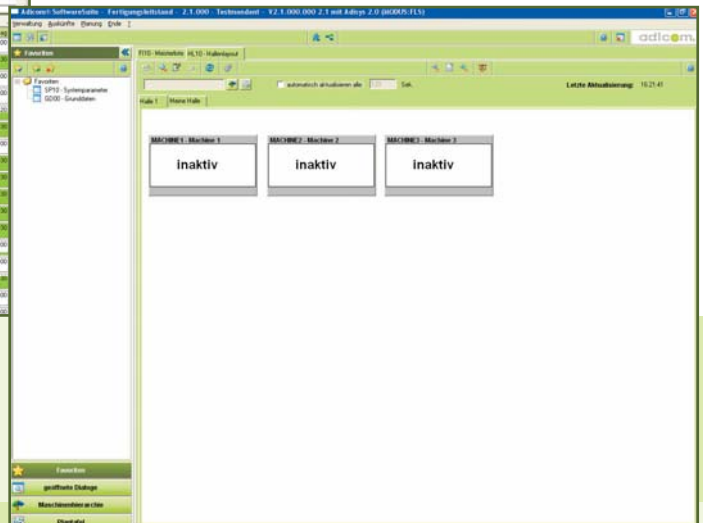 Adicom® SoftwareSuite - Fertigungsleitstand - 2.1.000 - Testmandant - V2.1.000.000 2.1 mit Adisys 2.0 (MODUS:FLS)
Verwaltung Auskünfte Planung Ende ?
adicom
Favoriten
FI10 - Meisterbüro HL10 - Hallenlayout
Favoriten
SP10 - Systemparameter
GD00 - Grunddaten
automatisch aktualisieren alle Sek.
Letzte Aktualisierung: 16:21:41
Halle 1 Meine Halle
MACHINE1 - Machine 1 MACHINE2 - Machine 2 MACHINE3 - Machine 3
inaktiv inaktiv inaktiv
Favoriten
geöffnete Dialoge
Maschinenhierarchie
Plantafel